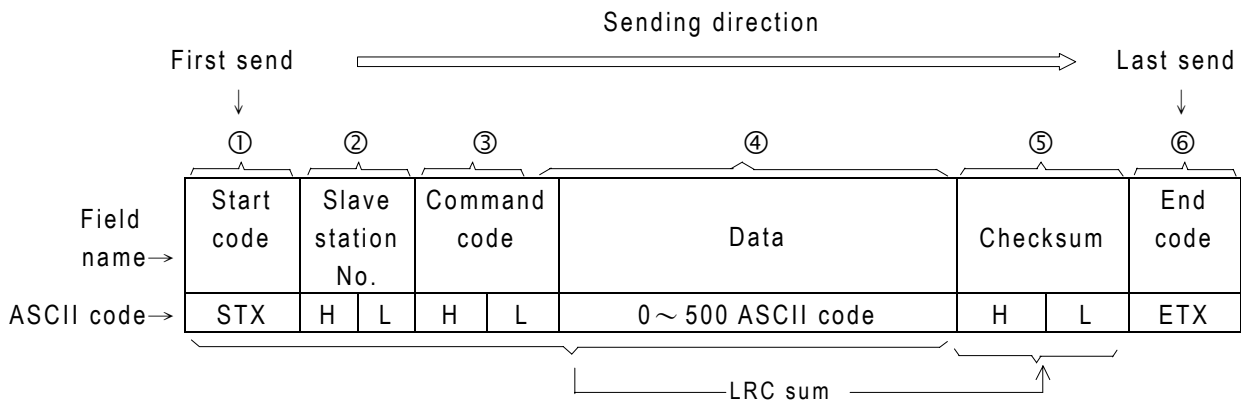 Sending direction
First send
Last send
① ② ③ ④ ⑤ ⑥
Field name→
Start code
Slave station No.
Command code
Data
Checksum
End code
ASCII code→ STX H L H L 0～ 500 ASCII code H L ETX
LRC sum